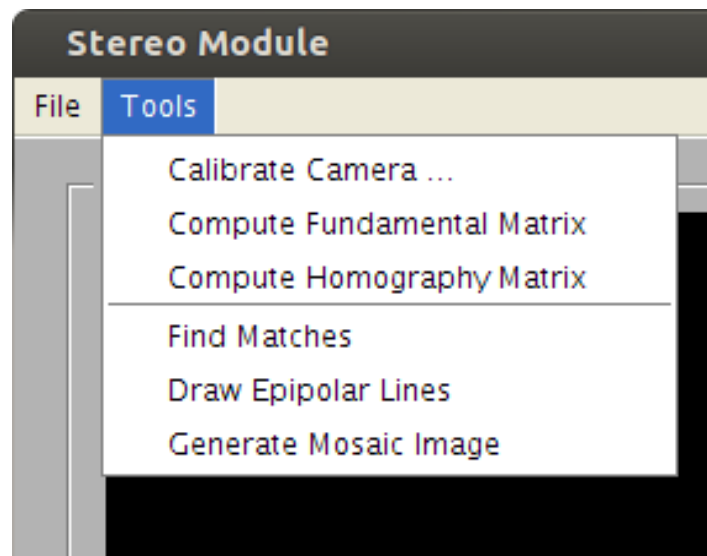 Stereo Module
File Tools
Calibrate Camera ...
Compute Fundamental Matrix
Compute Homography Matrix
Find Matches
Draw Epipolar Lines
Generate Mosaic Image